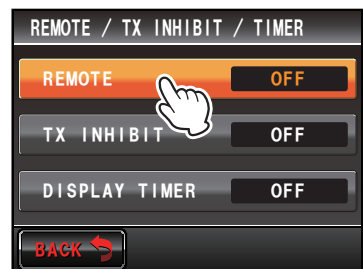 REMOTE / TX INHIBIT / TIMER
REMOTE OFF
TX INHIBIT OFF
DISPLAY TIMER OFF
BACK